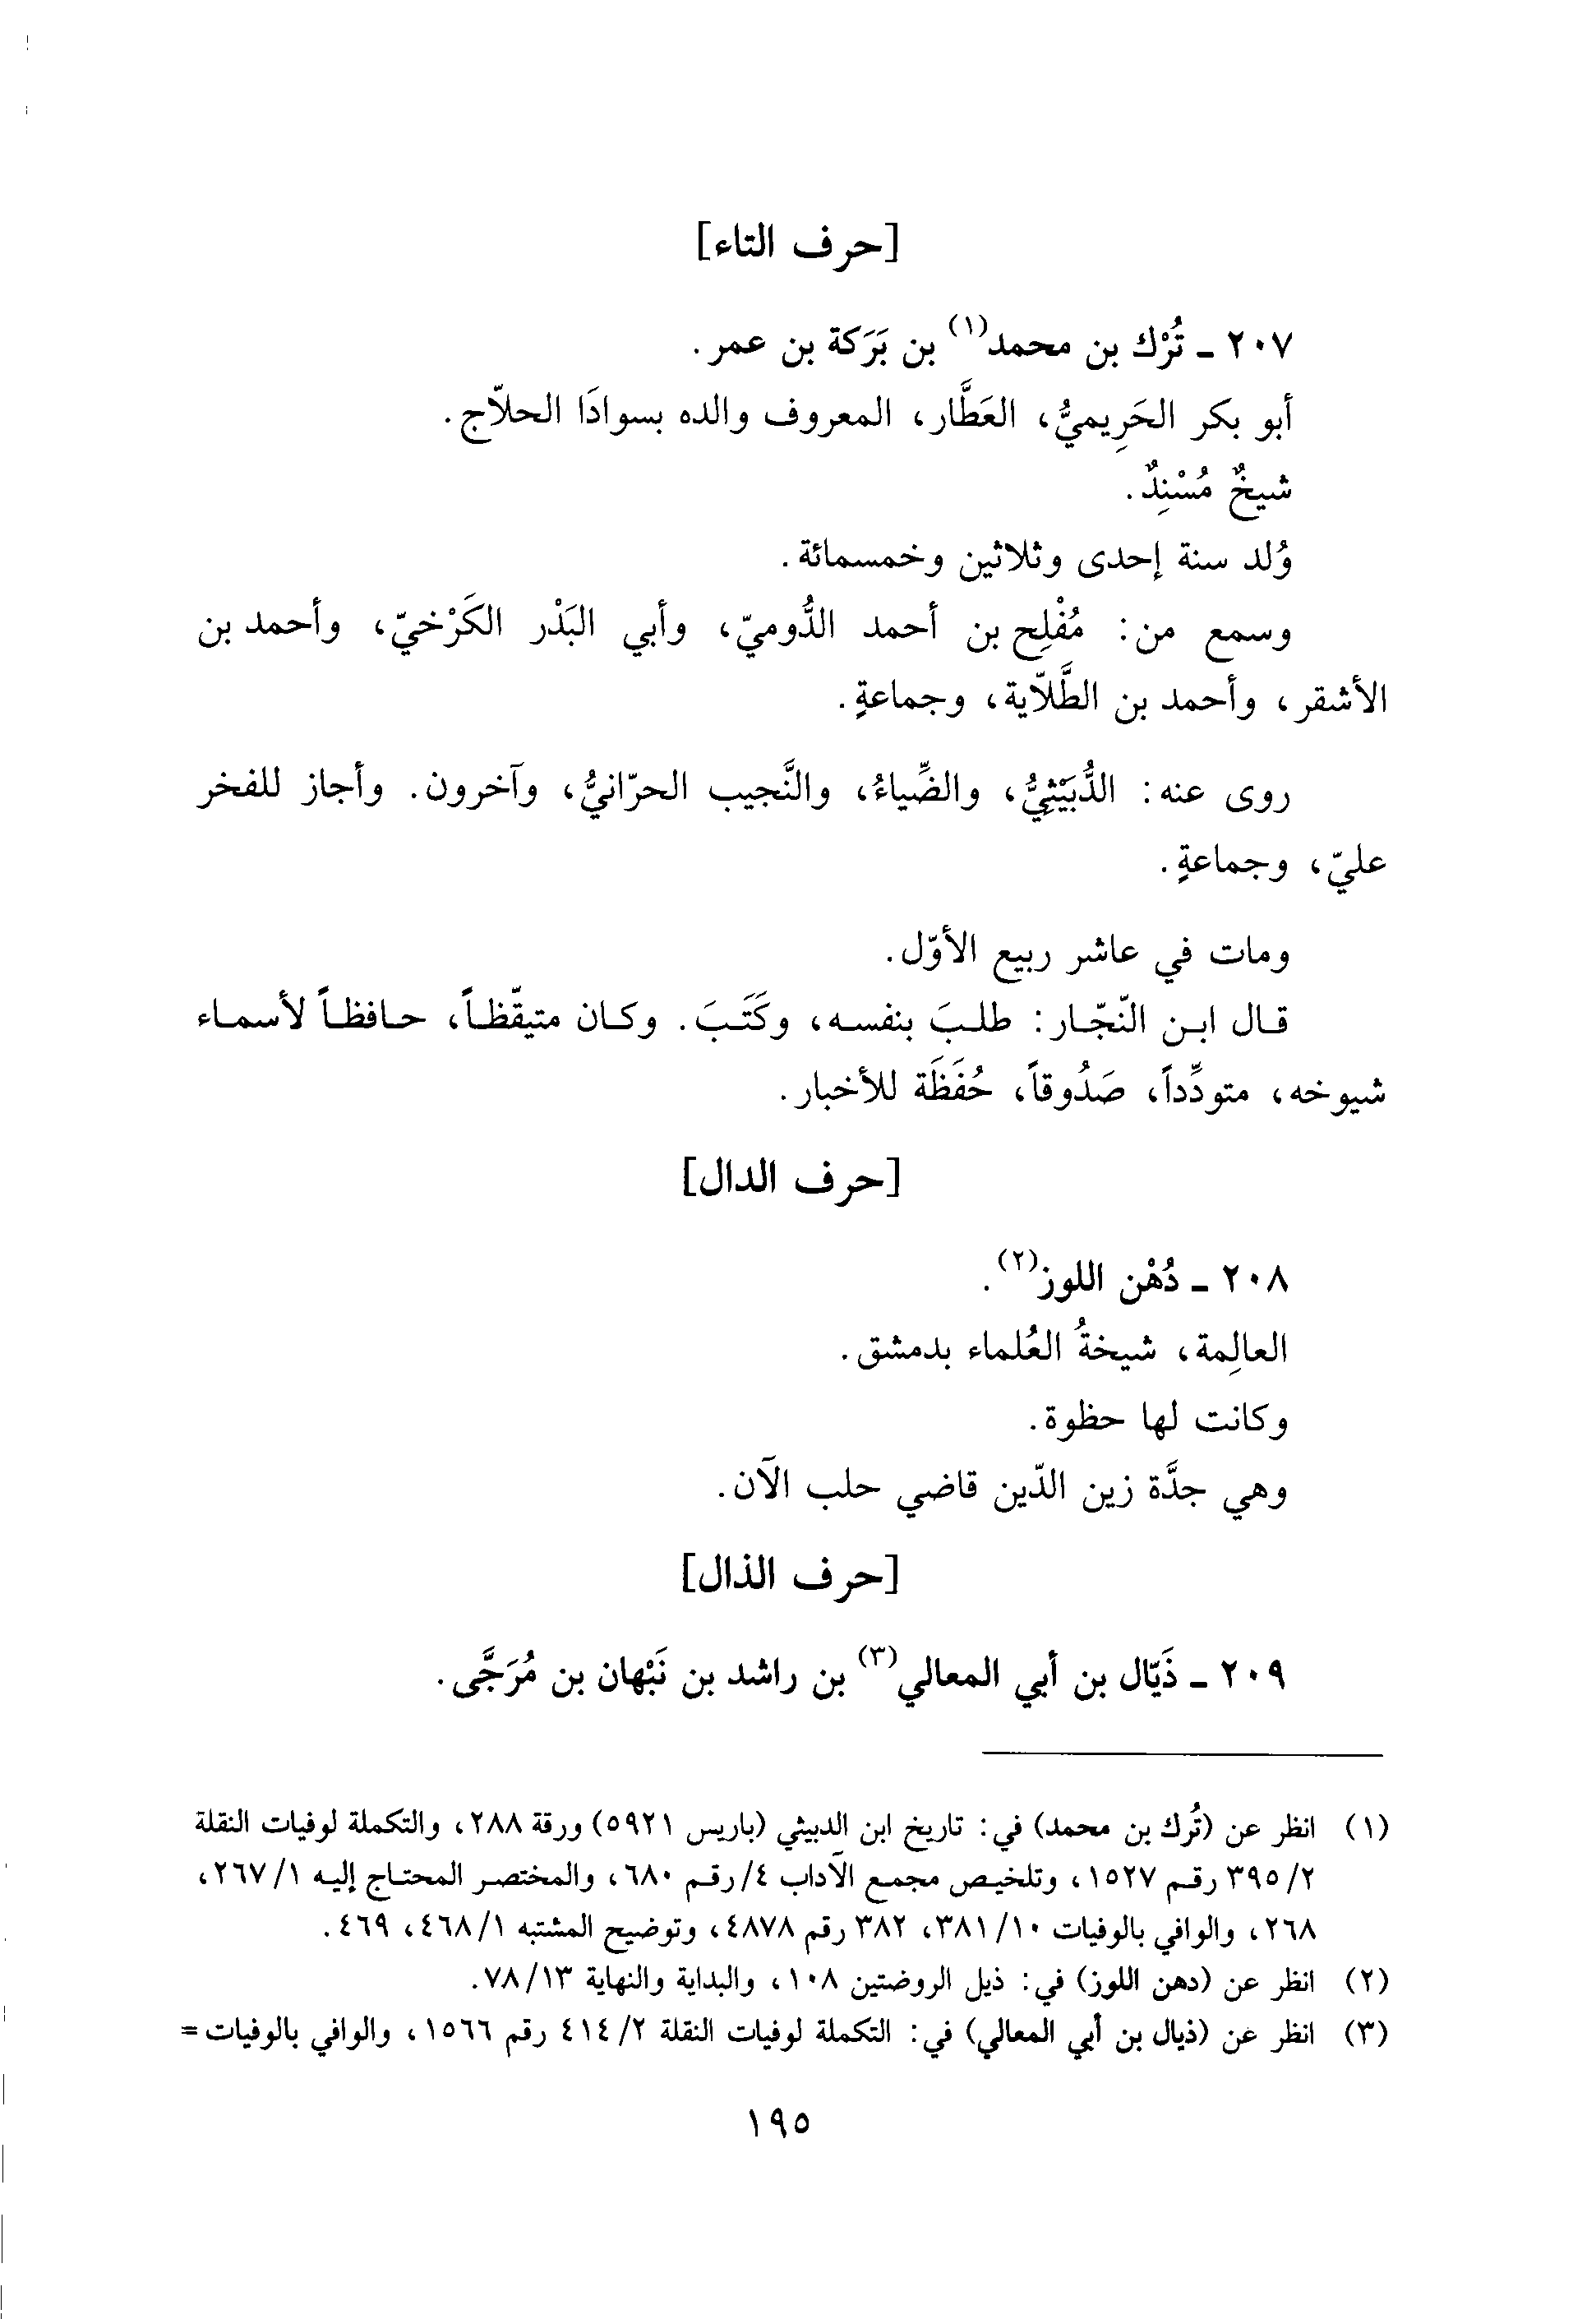 [حرف التاء]
٢٠٧ ـ تُرْك بن محمد(١) بن بَرَكة بن عمر.
أبو بكر الحَرِيميُّ، العَطَّار، المعروف والده بسوادَا الحلاّج.
شيخٌ مُسْنِدٌ.
وُلد سنة إحدى وثلاثين وخمسمائة.
وسمع من: مُفْلِح بن أحمد الدُّوميّ، وأبي البَدْر الكَرْخيّ، وأحمد بن
الأشقر، وأحمد بن الطَّلاّية، وجماعةٍ.
روى عنه: الدُّبَيْثِيُّ، والضِّياءُ، والنَّجيب الحرّانيُّ، وآخرون. وأجاز للفخر
عليّ، وجماعةٍ.
ومات في عاشر ربيع الأوّل.
قال ابن النّجّار: طلبَ بنفسه، وكَتَبَ. وكان متيقّظاً، حافظاً لأسماء
شيوخه، متودِّداً، صَدُوقاً، حُفَظَة للأخبار.
[حرف الدال]
٢٠٨ ـ دُهْن اللوز(٢).
العالِمة، شيخةُ العُلماء بدمشق.
وكانت لها حظوة.
وهي جدَّة زين الدّين قاضي حلب الآن.
[حرف الذال]
٢٠٩ ـ ذَيّال بن أبي المعالي(٣) بن راشد بن نَبْهان بن مُرَجَّى.
(١) انظر عن (تُرك بن محمد) في: تاريخ ابن الدبيثي (باريس ٥٩٢١) ورقة ٢٨٨، والتكملة لوفيات النقلة
٢/ ٣٩٥ رقم ١٥٢٧، وتلخيص مجمع الآداب ٤/ رقم ٦٨٠، والمختصر المحتاج إليه ١/ ٢٦٧،
٢٦٨، والوافي بالوفيات ١٠/ ٣٨١، ٣٨٢ رقم ٤٨٧٨، وتوضيح المشتبه ١/ ٤٦٨، ٤٦٩.
(٢) انظر عن (دهن اللوز) في: ذيل الروضتين ١٠٨، والبداية والنهاية ١٣/ ٧٨.
(٣) انظر عن (ذيال بن أبي المعالي) في: التكملة لوفيات النقلة ٢/ ٤١٤ رقم ١٥٦٦، والوافي بالوفيات =
١٩٥